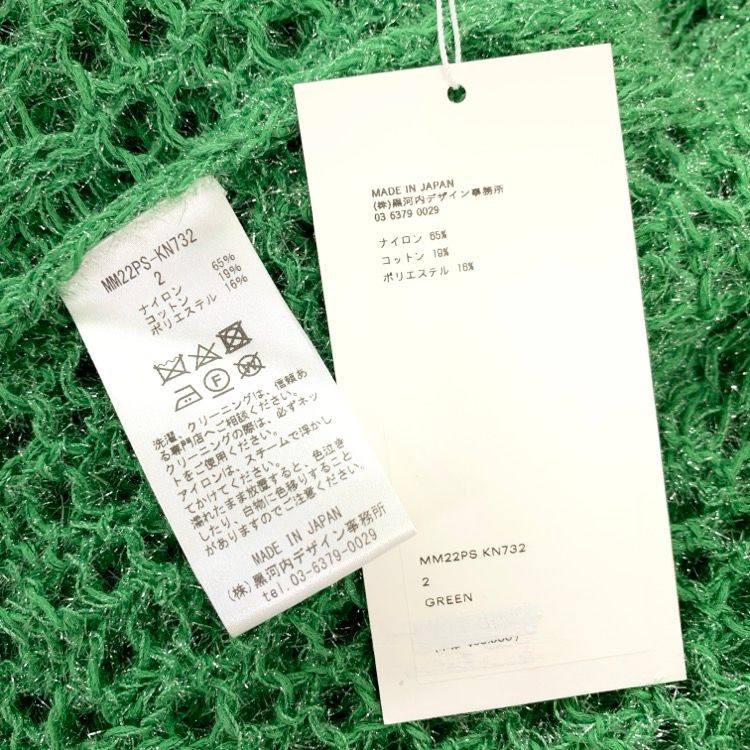 MM22PS-KN732
2
ナイロン 65%
コットン 19%
ポリエステル 16%
洗濯、クリーニングは、信頼あ
る専門店へご相談ください。
クリーニングの際は、必ずネッ
トをご使用ください。
アイロンは、スチームで浮かし
てかけてください。
濡れたまま放置すると、色泣き
したり、白物に色移りすること
がありますのでご注意ください。
MADE IN JAPAN
(株)黒河内デザイン事務所
tel.03-6379-0029
MADE IN JAPAN
(株)黒河内デザイン事務所
03 6379 0029
ナイロン 65%
コットン 19%
ポリエステル 16%
MM22PS KN732
2
GREEN